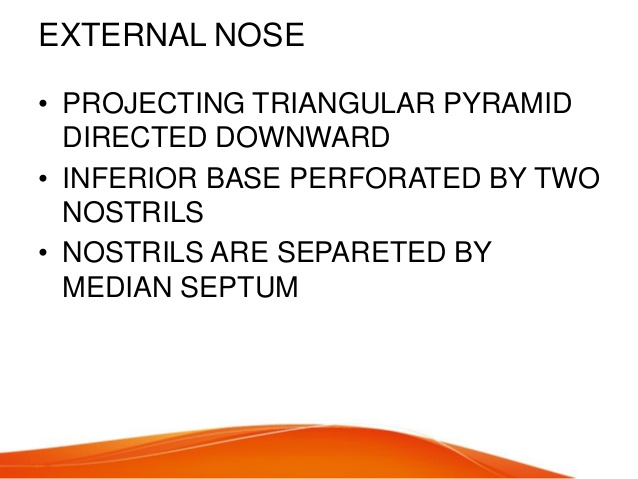 EXTERNAL NOSE
• PROJECTING TRIANGULAR PYRAMID
DIRECTED DOWNWARD
• INFERIOR BASE PERFORATED BY TWO
NOSTRILS
• NOSTRILS ARE SEPARETED BY
MEDIAN SEPTUM